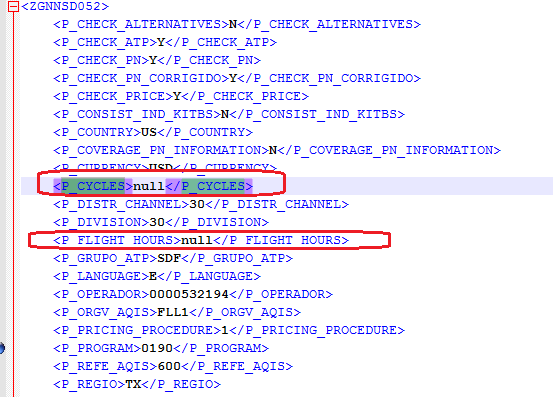 <ZGNNSD052>
<P_CHECK_ALTERNATIVES>N</P_CHECK_ALTERNATIVES>
<P_CHECK_ATP>Y</P_CHECK_ATP>
<P_CHECK_PN>Y</P_CHECK_PN>
<P_CHECK_PN_CORRIGIDO>Y</P_CHECK_PN_CORRIGIDO>
<P_CHECK_PRICE>Y</P_CHECK_PRICE>
<P_CONSIST_IND_KITBS>N</P_CONSIST_IND_KITBS>
<P_COUNTRY>US</P_COUNTRY>
<P_COVERAGE_PN_INFORMATION>N</P_COVERAGE_PN_INFORMATION>
<P_CURRENCY>USD</P_CURRENCY>
<P_CYCLES>null</P_CYCLES>
<P_DISTR_CHANNEL>30</P_DISTR_CHANNEL>
<P_DIVISION>30</P_DIVISION>
<P_FLIGHT_HOURS>null</P_FLIGHT_HOURS>
<P_GRUPO_ATP>SDF</P_GRUPO_ATP>
<P_LANGUAGE>E</P_LANGUAGE>
<P_OPERADOR>0000532194</P_OPERADOR>
<P_ORGV_AQIS>FLL1</P_ORGV_AQIS>
<P_PRICING_PROCEDURE>1</P_PRICING_PROCEDURE>
<P_PROGRAM>0190</P_PROGRAM>
<P_REFE_AQIS>600</P_REFE_AQIS>
<P_REGIO>TX</P_REGIO>